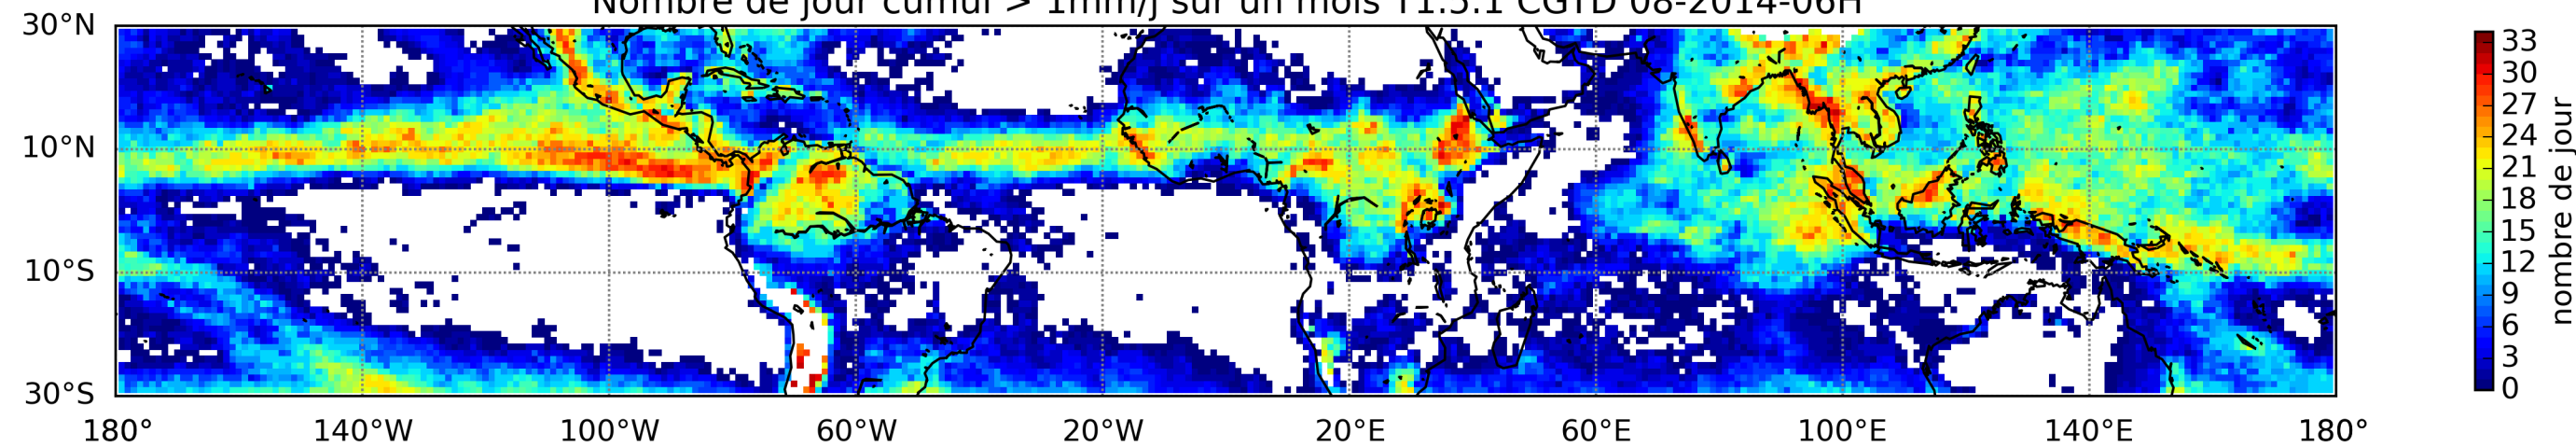 Nombre de jour cumul > 1mm/j sur un mois T1.5.1 CGTD 08-2014-06H
30°N
10°N
10°S
30°S
180° 140°W 100°W 60°W 20°W 20°E 60°E 100°E 140°E 180°
33
30
27
24
21
18
15
12
9
6
3
0
nombre de jour